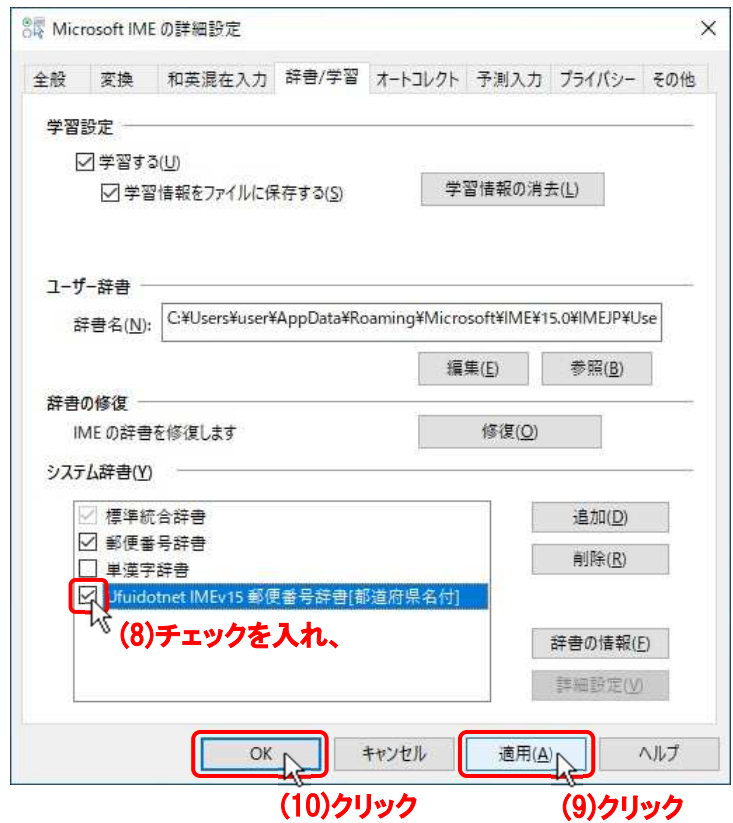 Microsoft IME の詳細設定
全般 変換 和英混在入力 辞書/学習 オートコレクト 予測入力 プライバシー その他
学習設定
学習する(U)
学習情報をファイルに保存する(S) 学習情報の消去(L)
ユーザー辞書
辞書名(N): C:¥Users¥user¥AppData¥Roaming¥Microsoft¥IME¥15.0¥IMEJP¥Use
編集(E) 参照(B)
辞書の修復
IME の辞書を修復します 修復(O)
システム辞書(Y)
標準統合辞書 追加(D)
郵便番号辞書
単漢字辞書 削除(R)
Ufuidotnet IMEv15 郵便番号辞書[都道府県名付]
(8)チェックを入れ、
辞書の情報(F)
詳細設定(V)
OK キャンセル 適用(A) ヘルプ
(10)クリック (9)クリック